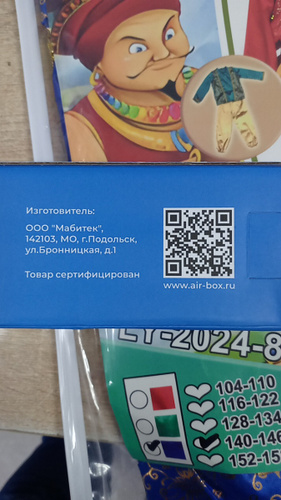 Изготовитель:
ООО "Мабитек",
142103, МО, г.Подольск,
ул.Бронницкая, д.1
Товар сертифицирован
www.air-box.ru
LY-2024-8
104-110
116-122
128-134
140-146
152-15